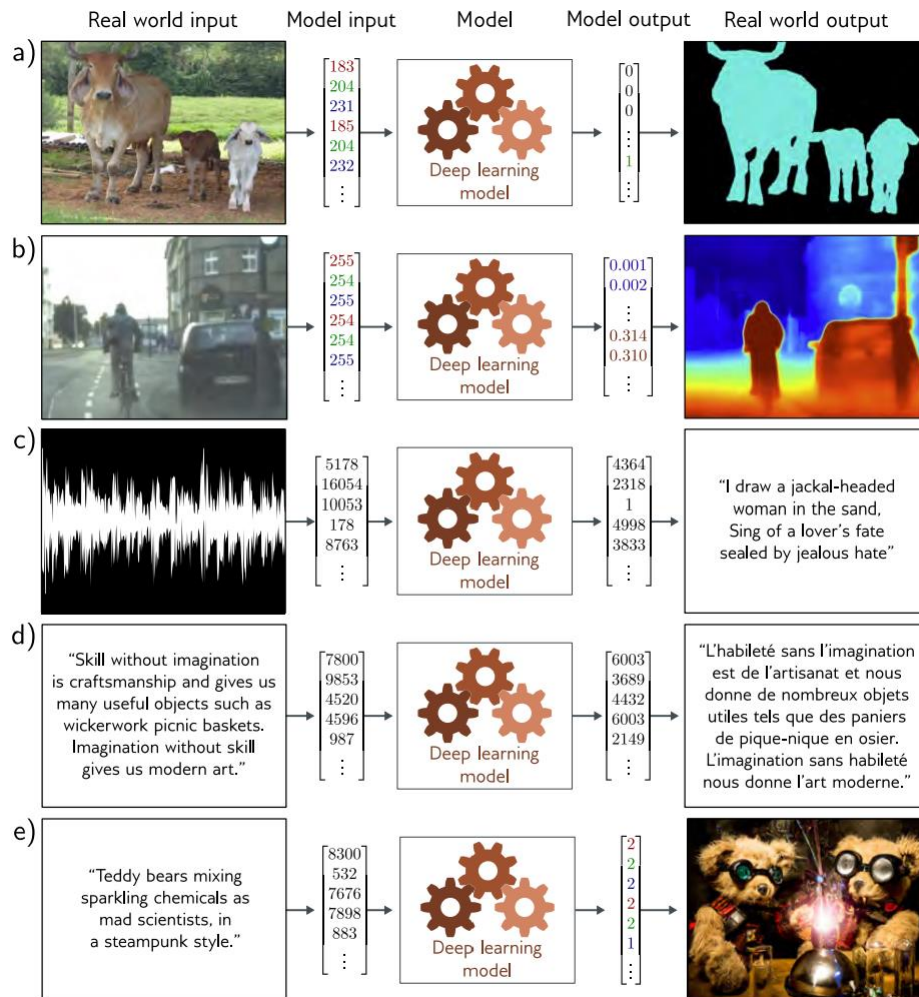 Real world input Model input Model Model output Real world output
a)
183
204
231
185
204
232
⋮
Deep learning
model
0
0
0
⋮
1
⋮
b)
255
254
255
254
254
255
⋮
Deep learning
model
0.001
0.002
⋮
0.314
0.310
⋮
c)
5178
16054
10053
178
8763
⋮
Deep learning
model
4364
2318
1
4998
3833
⋮
“I draw a jackal-headed
woman in the sand,
Sing of a lover’s fate
sealed by jealous hate”
d)
“Skill without imagination
is craftsmanship and gives us
many useful objects such as
wickerwork picnic baskets.
Imagination without skill
gives us modern art.”
7800
9853
4520
4596
987
⋮
Deep learning
model
6003
3689
4432
6003
2149
⋮
“L’habileté sans l’imagination
est de l’artisanat et nous
donne de nombreux objets
utiles tels que des paniers
de pique-nique en osier.
L’imagination sans habileté
nous donne l’art moderne.”
e)
“Teddy bears mixing
sparkling chemicals as
mad scientists, in
a steampunk style.”
8300
532
7676
7898
883
⋮
Deep learning
model
2
2
2
2
2
1
⋮